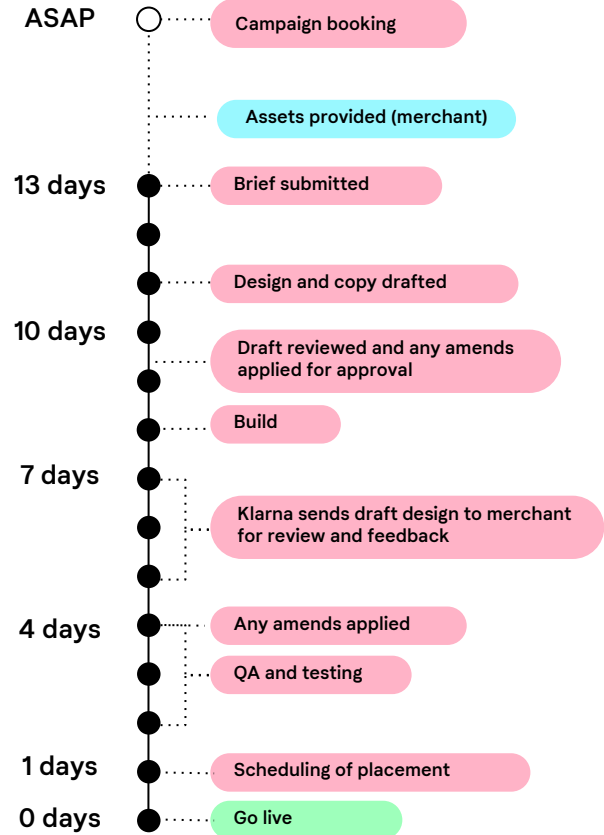 ASAP
Campaign booking
Assets provided (merchant)
13 days
Brief submitted
Design and copy drafted
10 days
Draft reviewed and any amends
applied for approval
Build
7 days
Klarna sends draft design to merchant
for review and feedback
4 days
Any amends applied
QA and testing
1 days
Scheduling of placement
0 days
Go live